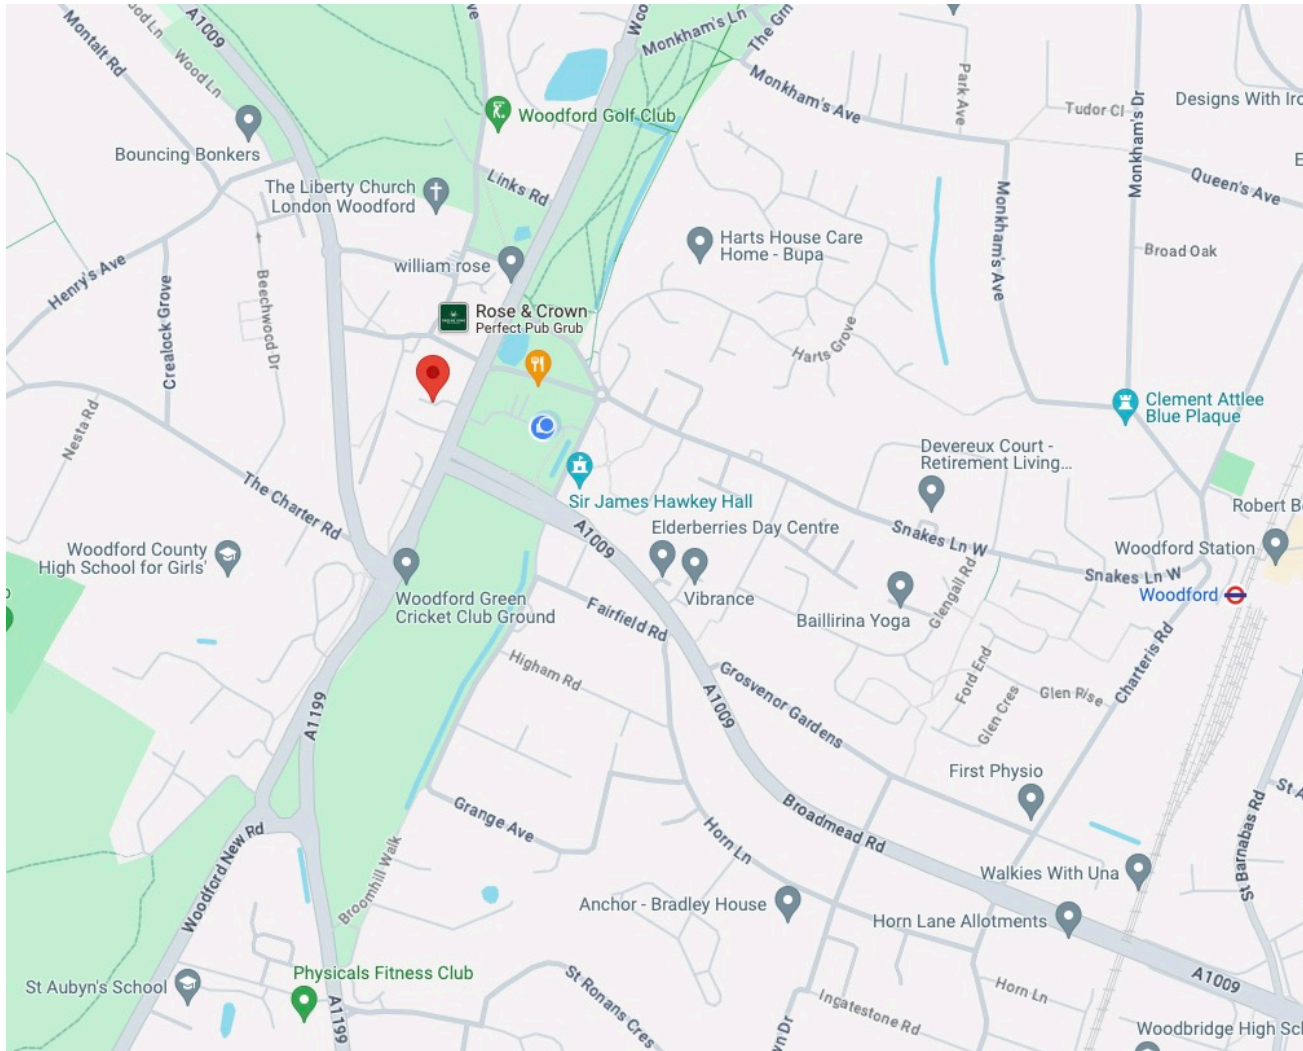 A1009
Wood Ln
Montalt Rd
Wood Ln
Monkham's Ln
The Grn
Monkham's Ave
Park Ave
Tudor Cl
Monkham's Dr
Designs With Iro
Woodford Golf Club
Bouncing Bonkers
The Liberty Church
London Woodford
Links Rd
Queen's Ave
Monkham's Ave
Broad Oak
Harts House Care
Home - Bupa
william rose
Henry's Ave
Crealock Grove
Beechwood Dr
Rose & Crown
Perfect Pub Grub
Harts Grove
Clement Attlee
Blue Plaque
Nesta Rd
Devereux Court -
Retirement Living...
The Charter Rd
Sir James Hawkey Hall
Robert B
A1009
Elderberries Day Centre
Snakes Ln W
Woodford County
High School for Girls'
Woodford Station
Snakes Ln W
Woodford
Vibrance
Woodford Green
Cricket Club Ground
Fairfield Rd
Baillirina Yoga
Glengall Rd
Higham Rd
Ford End
Glen Rise
Glen Cres
Charteris Rd
A1199
A1009
Grosvenor Gardens
First Physio
Grange Ave
Broadmead Rd
Horn Ln
St A
St Barnabas Rd
Woodford New Rd
Broomhill Walk
Walkies With Una
Anchor - Bradley House
Horn Lane Allotments
St Aubyn's School
Physicals Fitness Club
St Ronans Cres
A1009
Horn Ln
Ingatestone Rd
A1199
wn Dr
Woodbridge High Scl